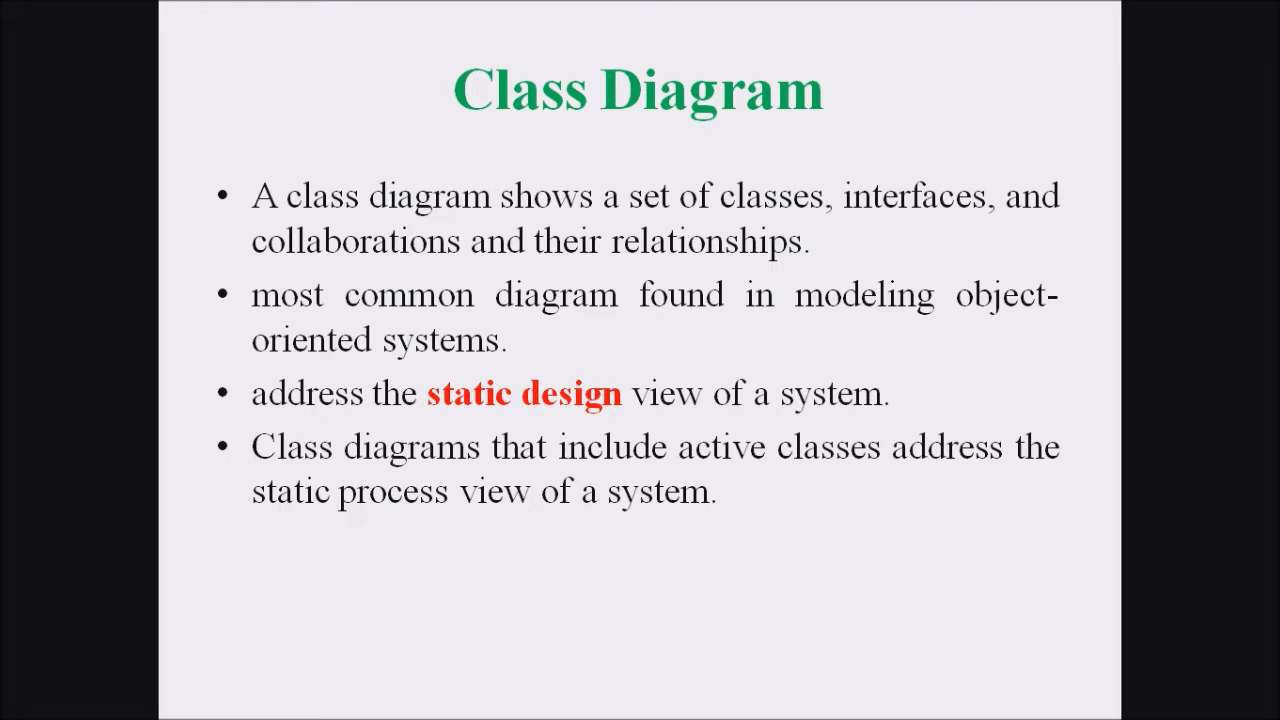 Class Diagram
• A class diagram shows a set of classes, interfaces, and
collaborations and their relationships.
• most common diagram found in modeling object-
oriented systems.
• address the static design view of a system.
• Class diagrams that include active classes address the
static process view of a system.